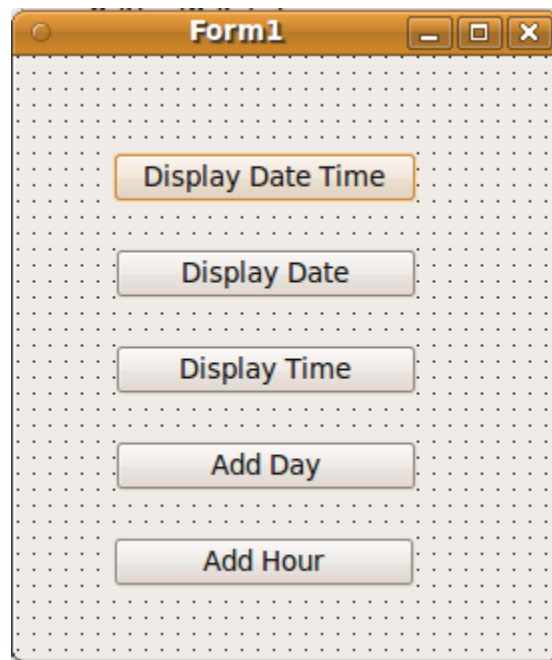 Form1
Display Date Time
Display Date
Display Time
Add Day
Add Hour